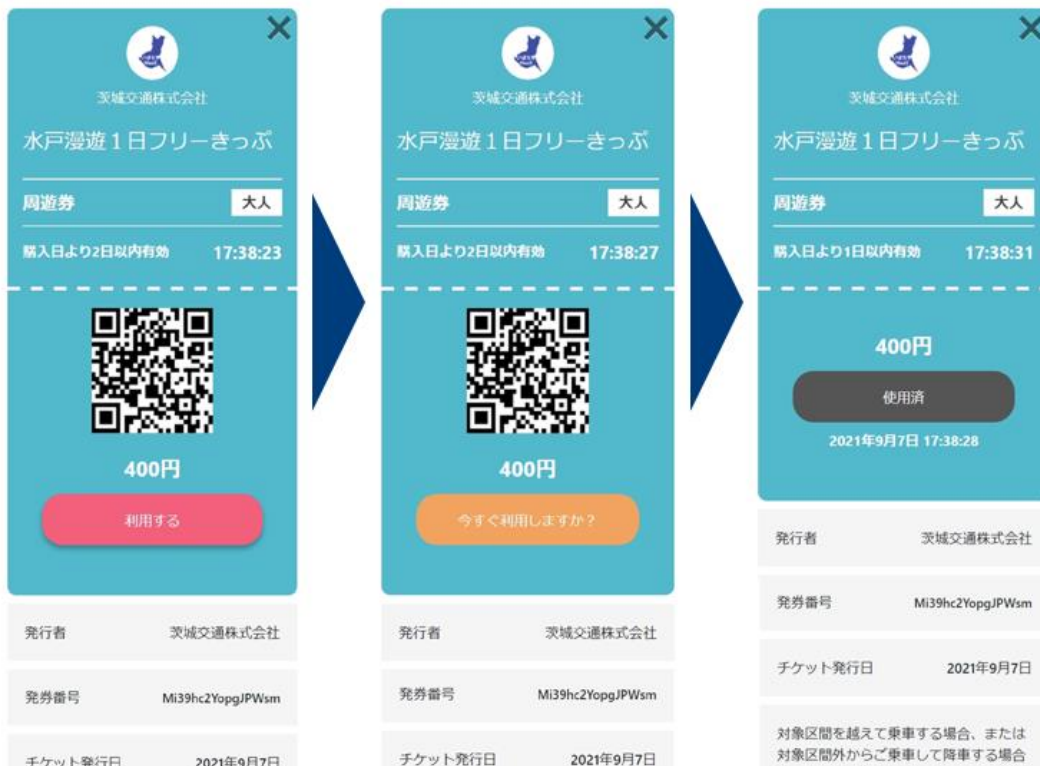 茨城交通株式会社
水戸漫遊1日フリーきっぷ
周遊券 大人
購入日より2日以内有効 17:38:23
400円
利用する
発行者 茨城交通株式会社
発券番号 Mi39hc2YopgJPWsm
チケット発行日 2021年9月7日
茨城交通株式会社
水戸漫遊1日フリーきっぷ
周遊券 大人
購入日より2日以内有効 17:38:27
400円
今すぐ利用しますか?
発行者 茨城交通株式会社
発券番号 Mi39hc2YopgJPWsm
チケット発行日 2021年9月7日
茨城交通株式会社
水戸漫遊1日フリーきっぷ
周遊券 大人
購入日より1日以内有効 17:38:31
400円
使用済
2021年9月7日 17:38:28
発行者 茨城交通株式会社
発券番号 Mi39hc2YopgJPWsm
チケット発行日 2021年9月7日
対象区間を越えて乗車する場合、または
対象区間外からご乗車して降車する場合